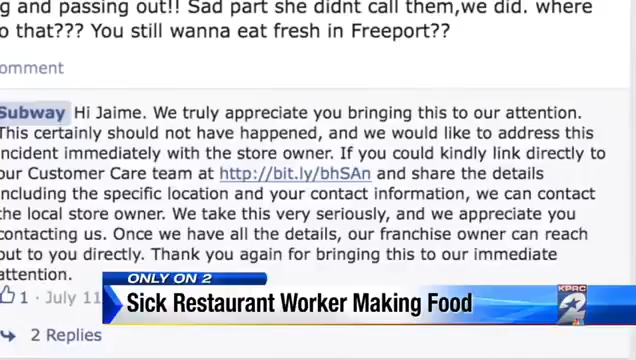 g and passing out!! Sad part she didnt call them,we did. where
o that??? You still wanna eat fresh in Freeport??
omment
Subway Hi Jaime. We truly appreciate you bringing this to our attention.
This certainly should not have happened, and we would like to address this
incident immediately with the store owner. If you could kindly link directly to
our Customer Care team at http://bit.ly/bhSAn and share the details
including the specific location and your contact information, we can contact
the local store owner. We take this very seriously, and we appreciate you
contacting us. Once we have all the details, our franchise owner can reach
out to you directly. Thank you again for bringing this to our immediate
attention.
1 · July 11
2 Replies
ONLY ON 2
Sick Restaurant Worker Making Food
KPRC
2